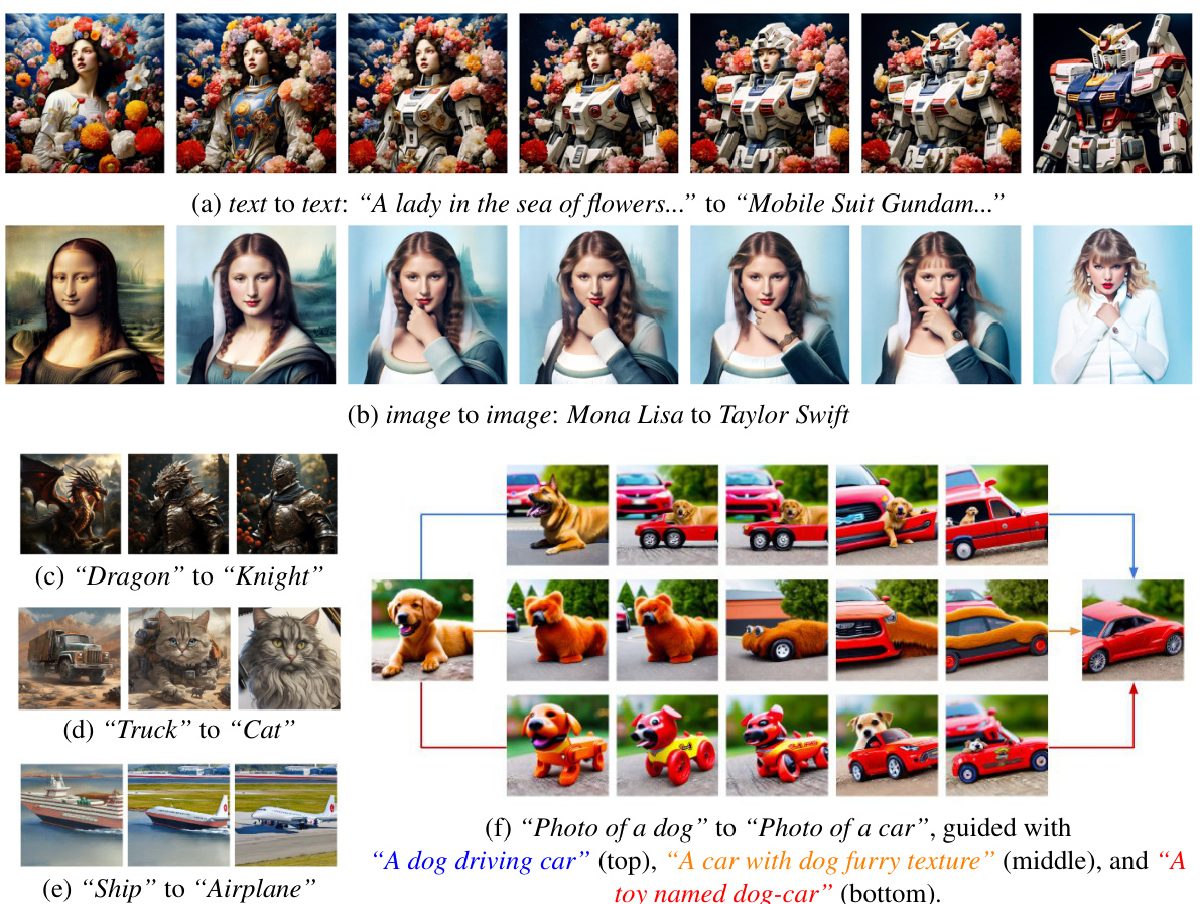 (a) text to text: “A lady in the sea of flowers...” to “Mobile Suit Gundam...”
(b) image to image: Mona Lisa to Taylor Swift
(c) “Dragon” to “Knight”
(d) “Truck” to “Cat”
(e) “Ship” to “Airplane”
(f) “Photo of a dog” to “Photo of a car”, guided with
“A dog driving car” (top), “A car with dog furry texture” (middle), and “A
toy named dog-car” (bottom).